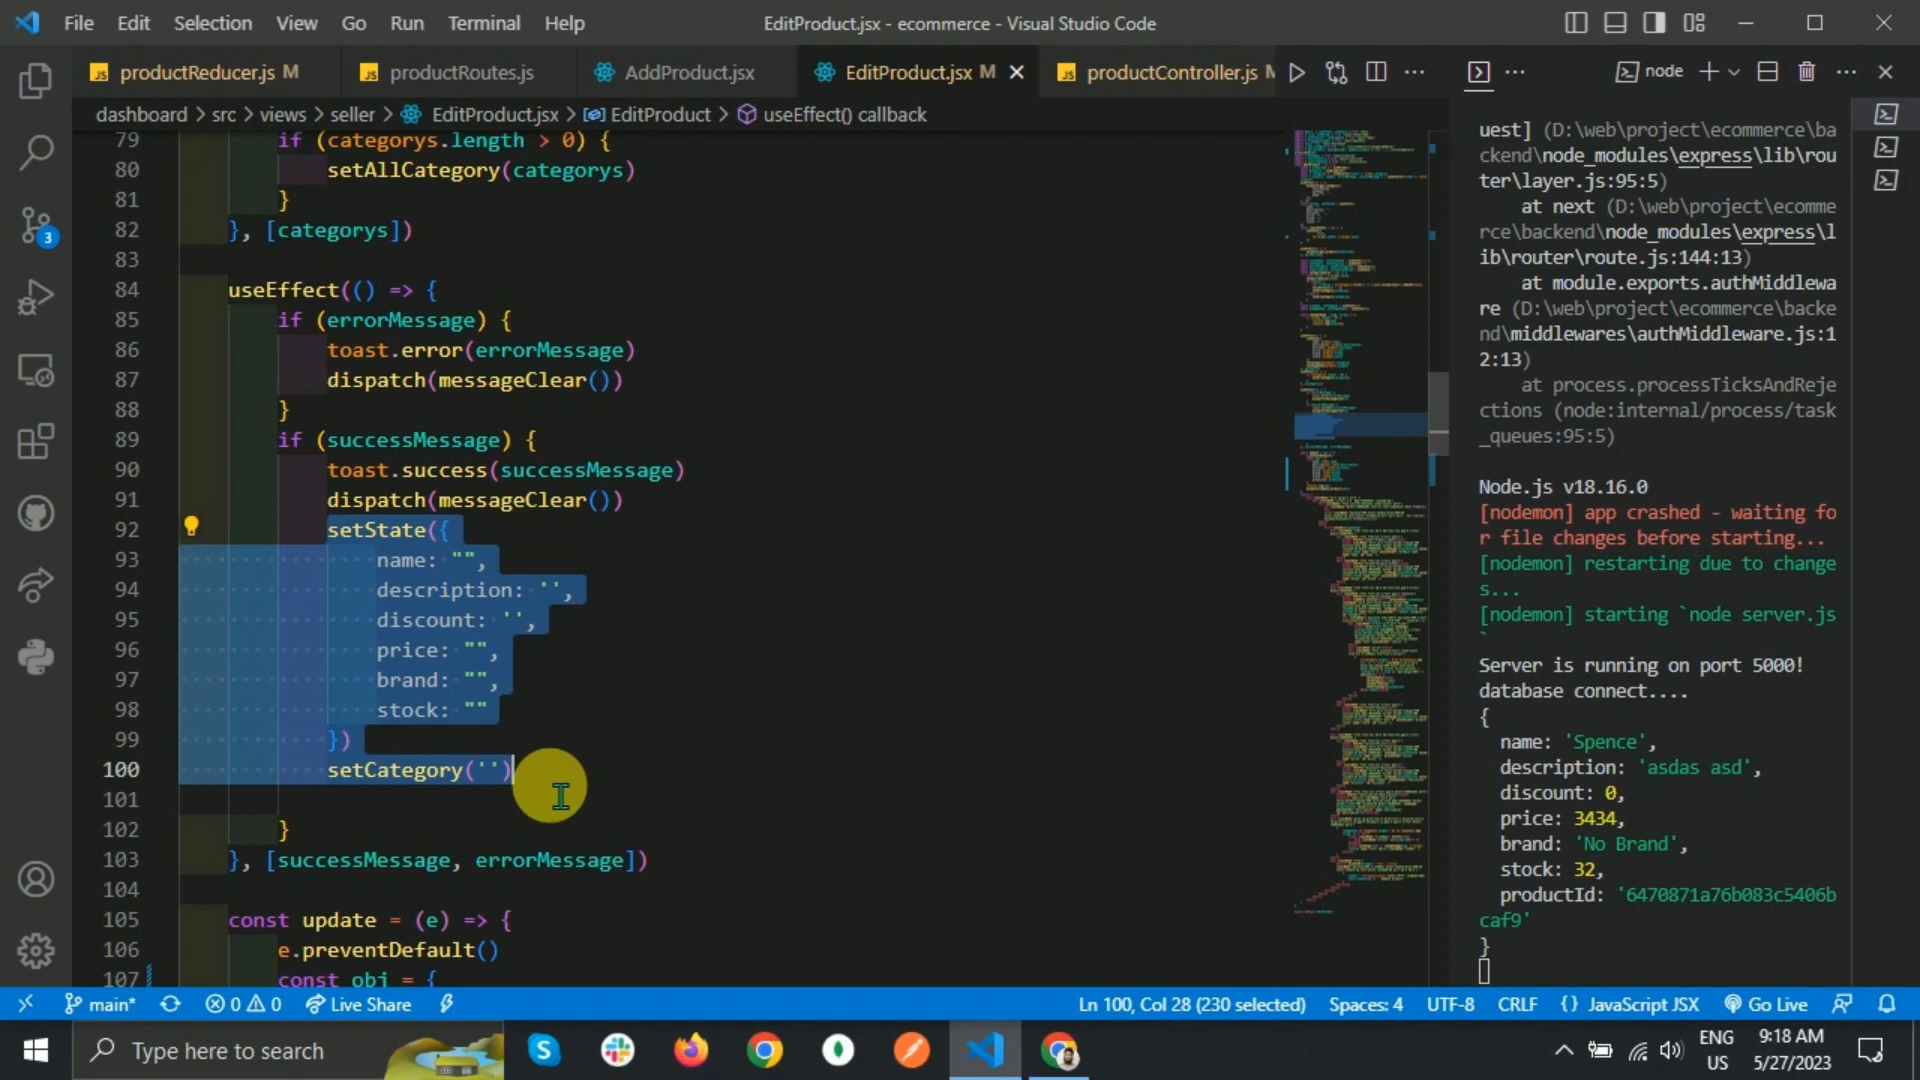 File Edit Selection View Go Run Terminal Help EditProduct.jsx - ecommerce - Visual Studio Code
productReducer.js M productRoutes.js AddProduct.jsx EditProduct.jsx M productController.js node
dashboard > src > views > seller > EditProduct.jsx > EditProduct > useEffect() callback
79 if (categorys.length > 0) {
80 setAllCategory(categorys)
81 }
82 }, [categorys])
83
84 useEffect(() => {
85 if (errorMessage) {
86 toast.error(errorMessage)
87 dispatch(messageClear())
88 }
89 if (successMessage) {
90 toast.success(successMessage)
91 dispatch(messageClear())
92 setState({
93 name: "",
94 description: '',
95 discount: '',
96 price: "",
97 brand: "",
98 stock: ""
99 })
100 setCategory('')
101
102 }
103 }, [successMessage, errorMessage])
104
105 const update = (e) => {
106 e.preventDefault()
107 const obj = {
uest] (D:\web\project\ecommerce\ba
ckend\node_modules\express\lib\rou
ter\layer.js:95:5)
at next (D:\web\project\ecomme
rce\backend\node_modules\express\l
ib\router\route.js:144:13)
at module.exports.authMiddlewa
re (D:\web\project\ecommerce\backe
nd\middlewares\authMiddleware.js:1
2:13)
at process.processTicksAndReje
ctions (node:internal/process/task
_queues:95:5)
Node.js v18.16.0
[nodemon] app crashed - waiting fo
r file changes before starting...
[nodemon] restarting due to change
s...
[nodemon] starting `node server.js
`
Server is running on port 5000!
database connect....
{
name: 'Spence',
description: 'asdas asd',
discount: 0,
price: 3434,
brand: 'No Brand',
stock: 32,
productId: '6470871a76b083c5406b
caf9'
}
3
main* 0 0 Live Share Ln 100, Col 28 (230 selected) Spaces: 4 UTF-8 CRLF {} JavaScript JSX Go Live
Type here to search ENG 9:18 AM
US 5/27/2023